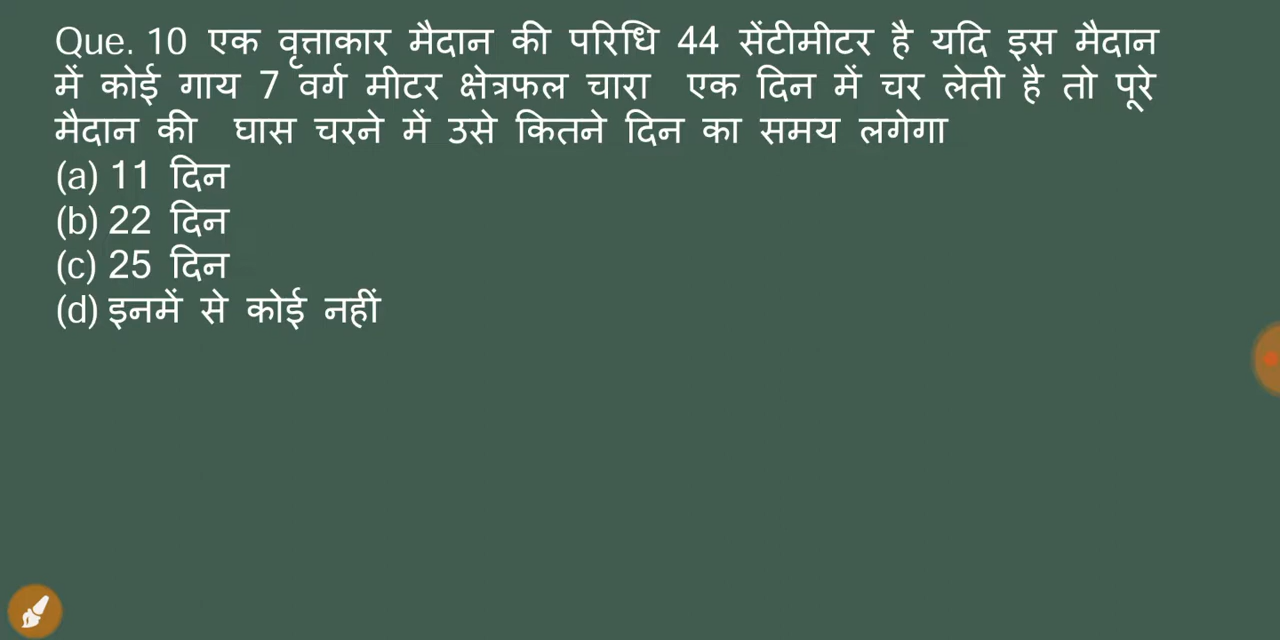 Que. 10 एक वृत्ताकार मैदान की परिधि 44 सेंटीमीटर है यदि इस मैदान
में कोई गाय 7 वर्ग मीटर क्षेत्रफल चारा एक दिन में चर लेती है तो पूरे
मैदान की घास चरने में उसे कितने दिन का समय लगेगा
(a) 11 दिन
(b) 22 दिन
(c) 25 दिन
(d) इनमें से कोई नहीं